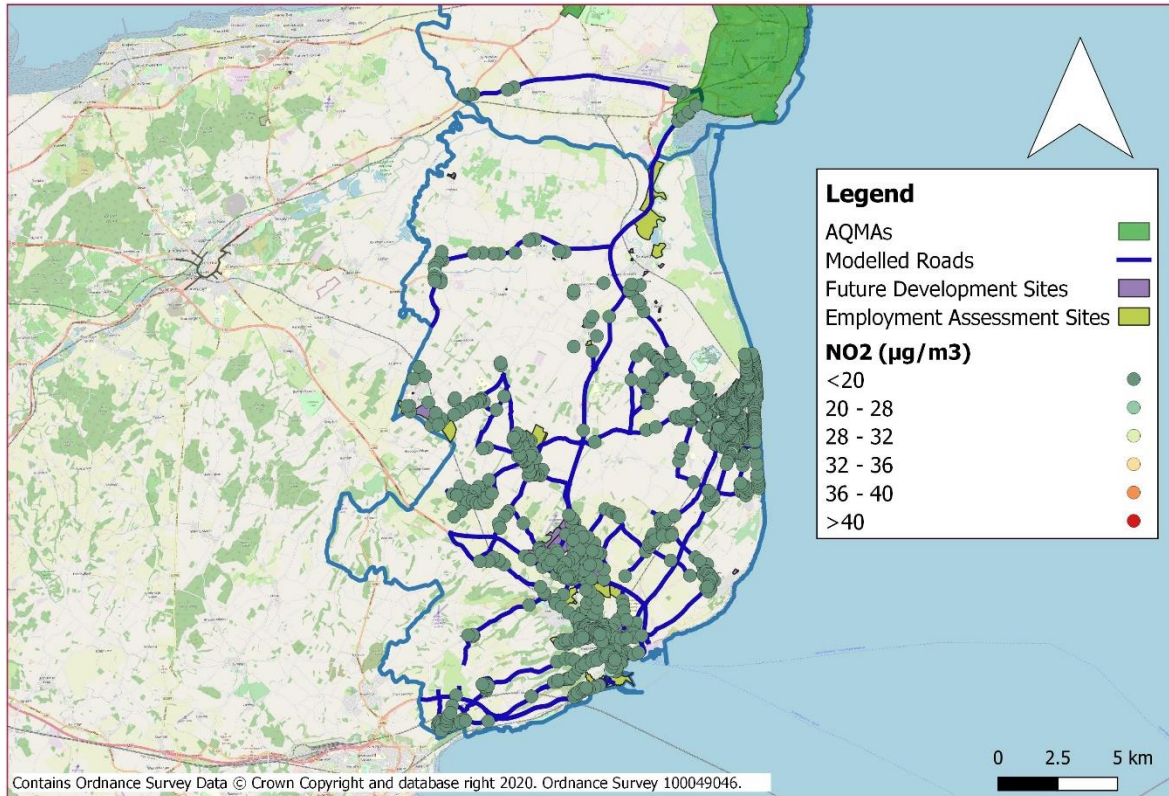 Legend
AQMAs
Modelled Roads
Future Development Sites
Employment Assessment Sites
NO2 (µg/m3)
<20
20 - 28
28 - 32
32 - 36
36 - 40
>40
0 2.5 5 km
Contains Ordnance Survey Data © Crown Copyright and database right 2020. Ordnance Survey 100049046.